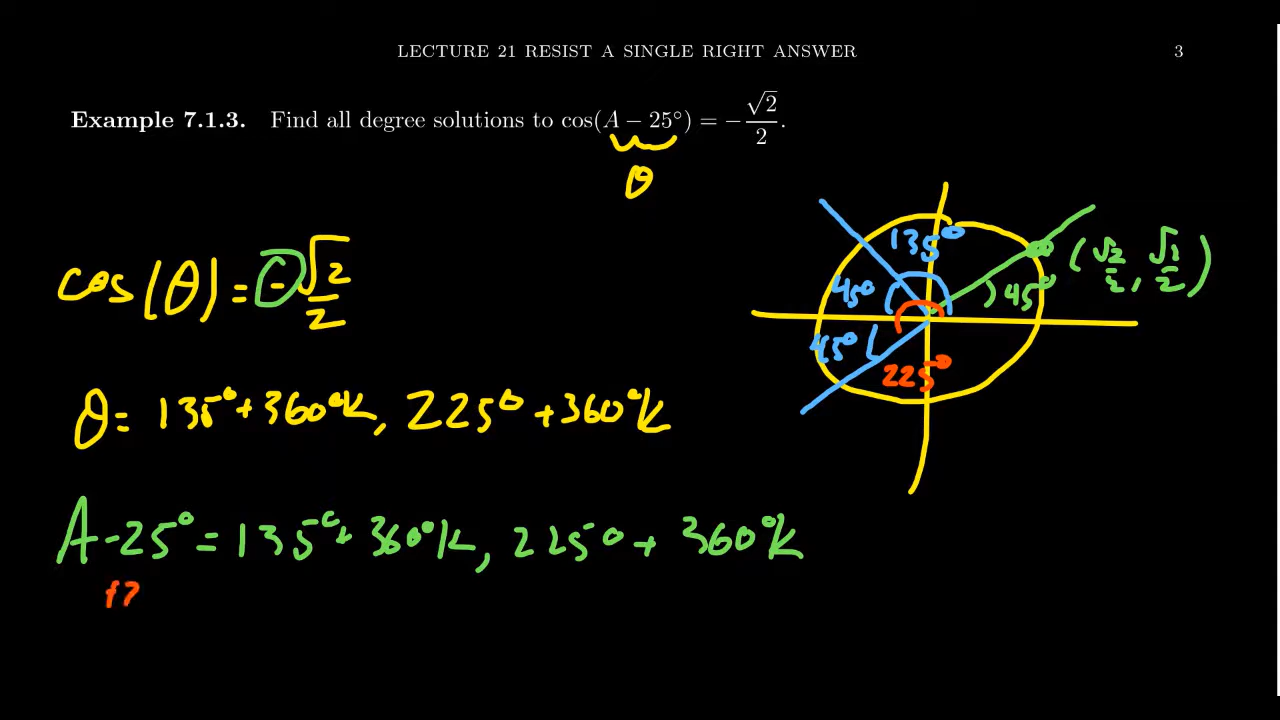 LECTURE 21 RESIST A SINGLE RIGHT ANSWER 3
Example 7.1.3. Find all degree solutions to cos(A − 25°) = −√2/2.
θ
cos(θ) = -√2/2
135°
45°
(√2/2, √2/2)
45°
45°
225°
θ = 135° + 360°k, 225° + 360°k
A - 25° = 135° + 360°k, 225° + 360°k
+2